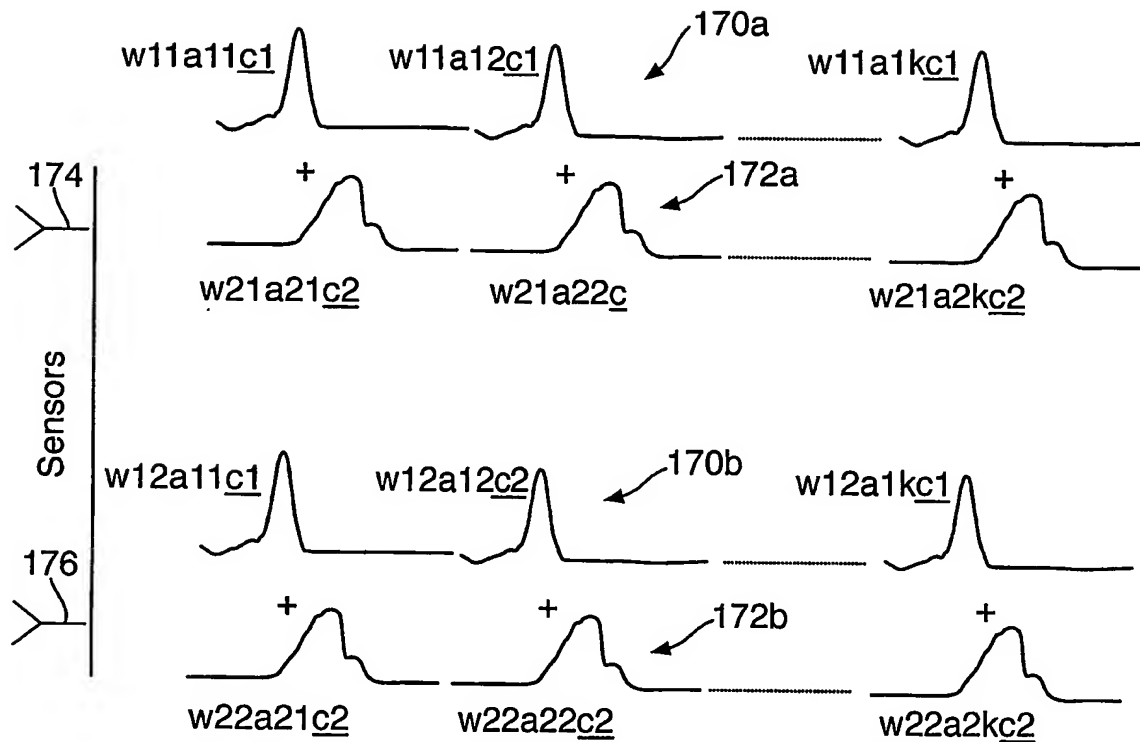 w11a11c1 w11a12c1 170a w11a1kc1
+ + 172a +
174
w21a21c2 w21a22c w21a2kc2
Sensors
w12a11c1 w12a12c2 170b w12a1kc1
176
+ + 172b +
w22a21c2 w22a22c2 w22a2kc2